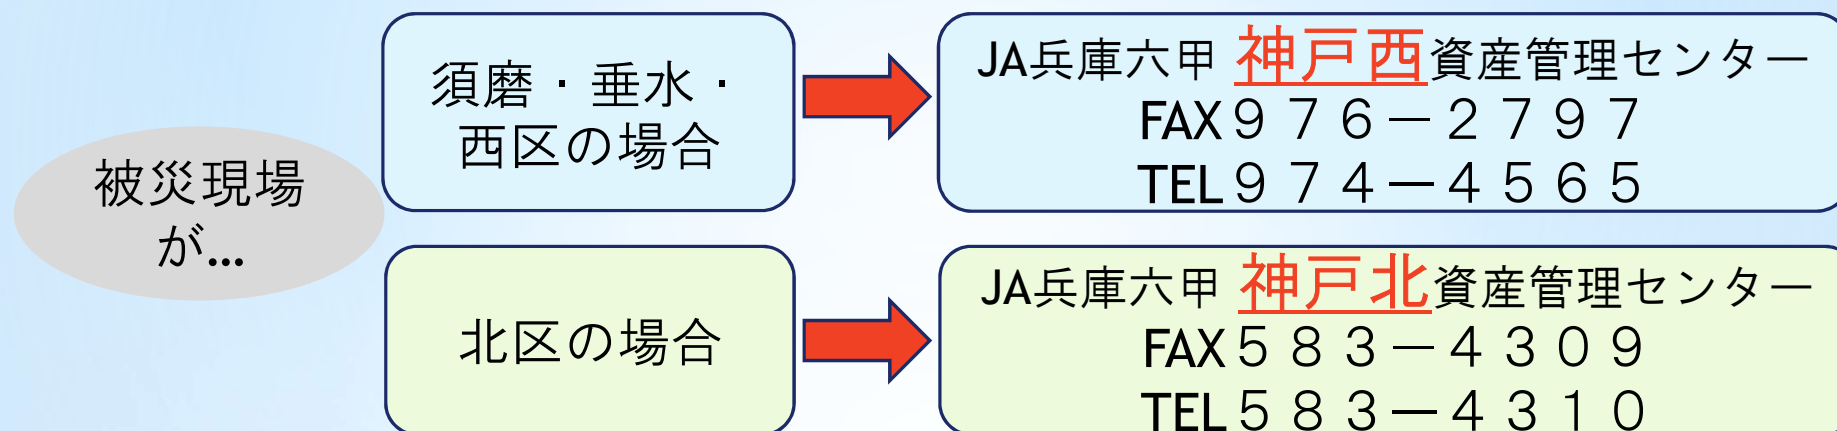 被災現場
が...
須磨・垂水・
西区の場合
JA兵庫六甲 神戸西資産管理センター
FAX９７６－２７９７
TEL９７４―４５６５
北区の場合
JA兵庫六甲 神戸北資産管理センター
FAX５８３－４３０９
TEL５８３―４３１０